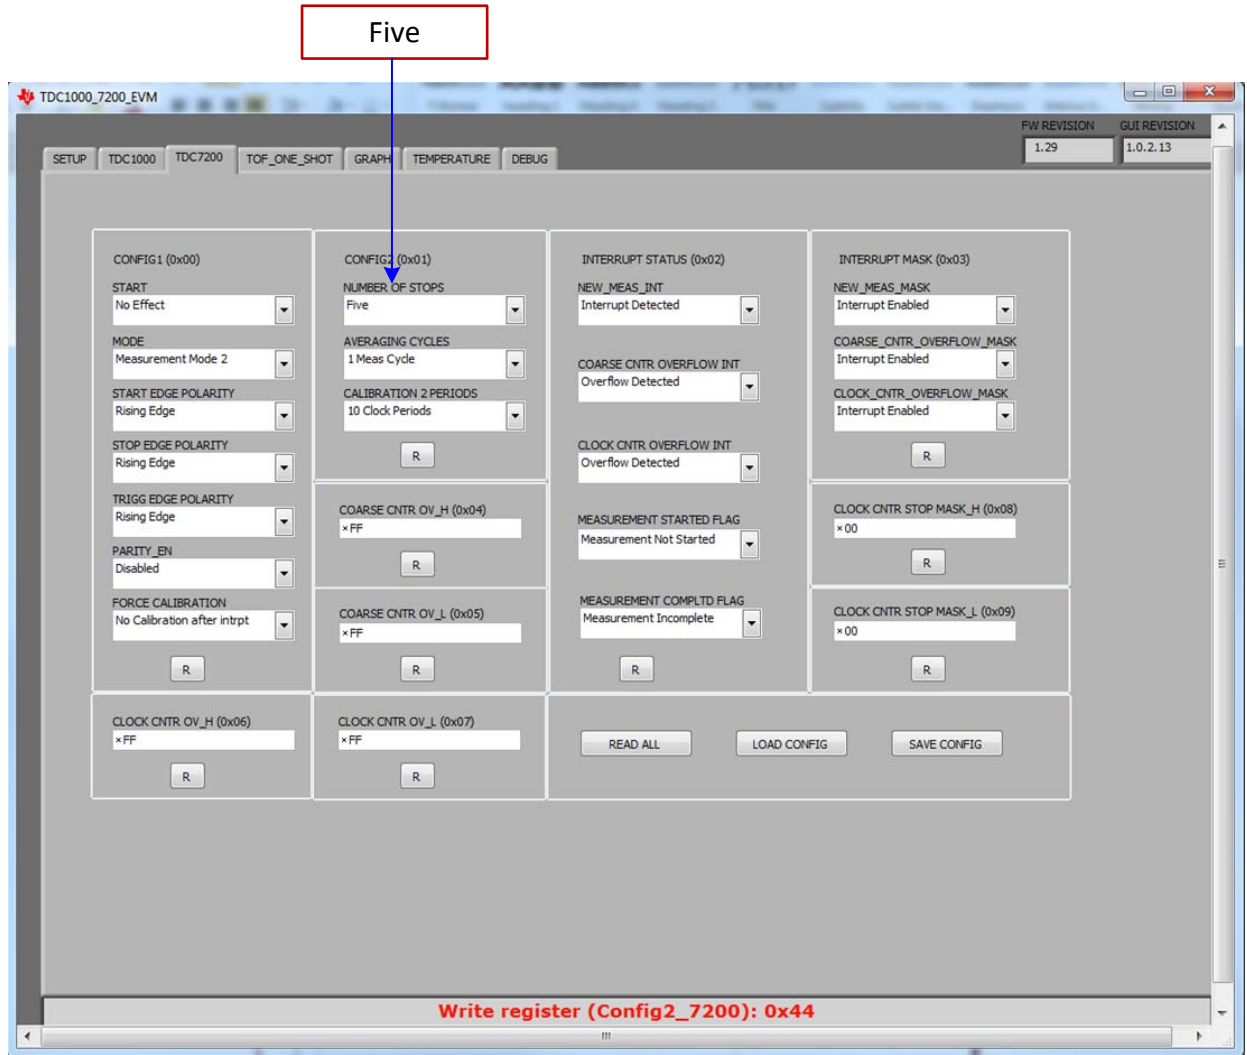 Five
TDC1000_7200_EVM
FW REVISION GUI REVISION
1.29 1.0.2.13
SETUP TDC1000 TDC7200 TOF_ONE_SHOT GRAPH TEMPERATURE DEBUG
CONFIG1 (0x00)
START
No Effect
MODE
Measurement Mode 2
START EDGE POLARITY
Rising Edge
STOP EDGE POLARITY
Rising Edge
TRIGG EDGE POLARITY
Rising Edge
PARITY_EN
Disabled
FORCE CALIBRATION
No Calibration after intrpt
R
CONFIG2 (0x01)
NUMBER OF STOPS
Five
AVERAGING CYCLES
1 Meas Cycle
CALIBRATION 2 PERIODS
10 Clock Periods
R
COARSE CNTR OV_H (0x04)
×FF
R
COARSE CNTR OV_L (0x05)
×FF
R
INTERRUPT STATUS (0x02)
NEW_MEAS_INT
Interrupt Detected
COARSE CNTR OVERFLOW INT
Overflow Detected
CLOCK CNTR OVERFLOW INT
Overflow Detected
MEASUREMENT STARTED FLAG
Measurement Not Started
MEASUREMENT COMPLTD FLAG
Measurement Incomplete
R
INTERRUPT MASK (0x03)
NEW_MEAS_MASK
Interrupt Enabled
COARSE_CNTR_OVERFLOW_MASK
Interrupt Enabled
CLOCK_CNTR_OVERFLOW_MASK
Interrupt Enabled
R
CLOCK CNTR STOP MASK_H (0x08)
×00
R
CLOCK CNTR STOP MASK_L (0x09)
×00
R
CLOCK CNTR OV_H (0x06)
×FF
R
CLOCK CNTR OV_L (0x07)
×FF
R
READ ALL LOAD CONFIG SAVE CONFIG
Write register (Config2_7200): 0x44